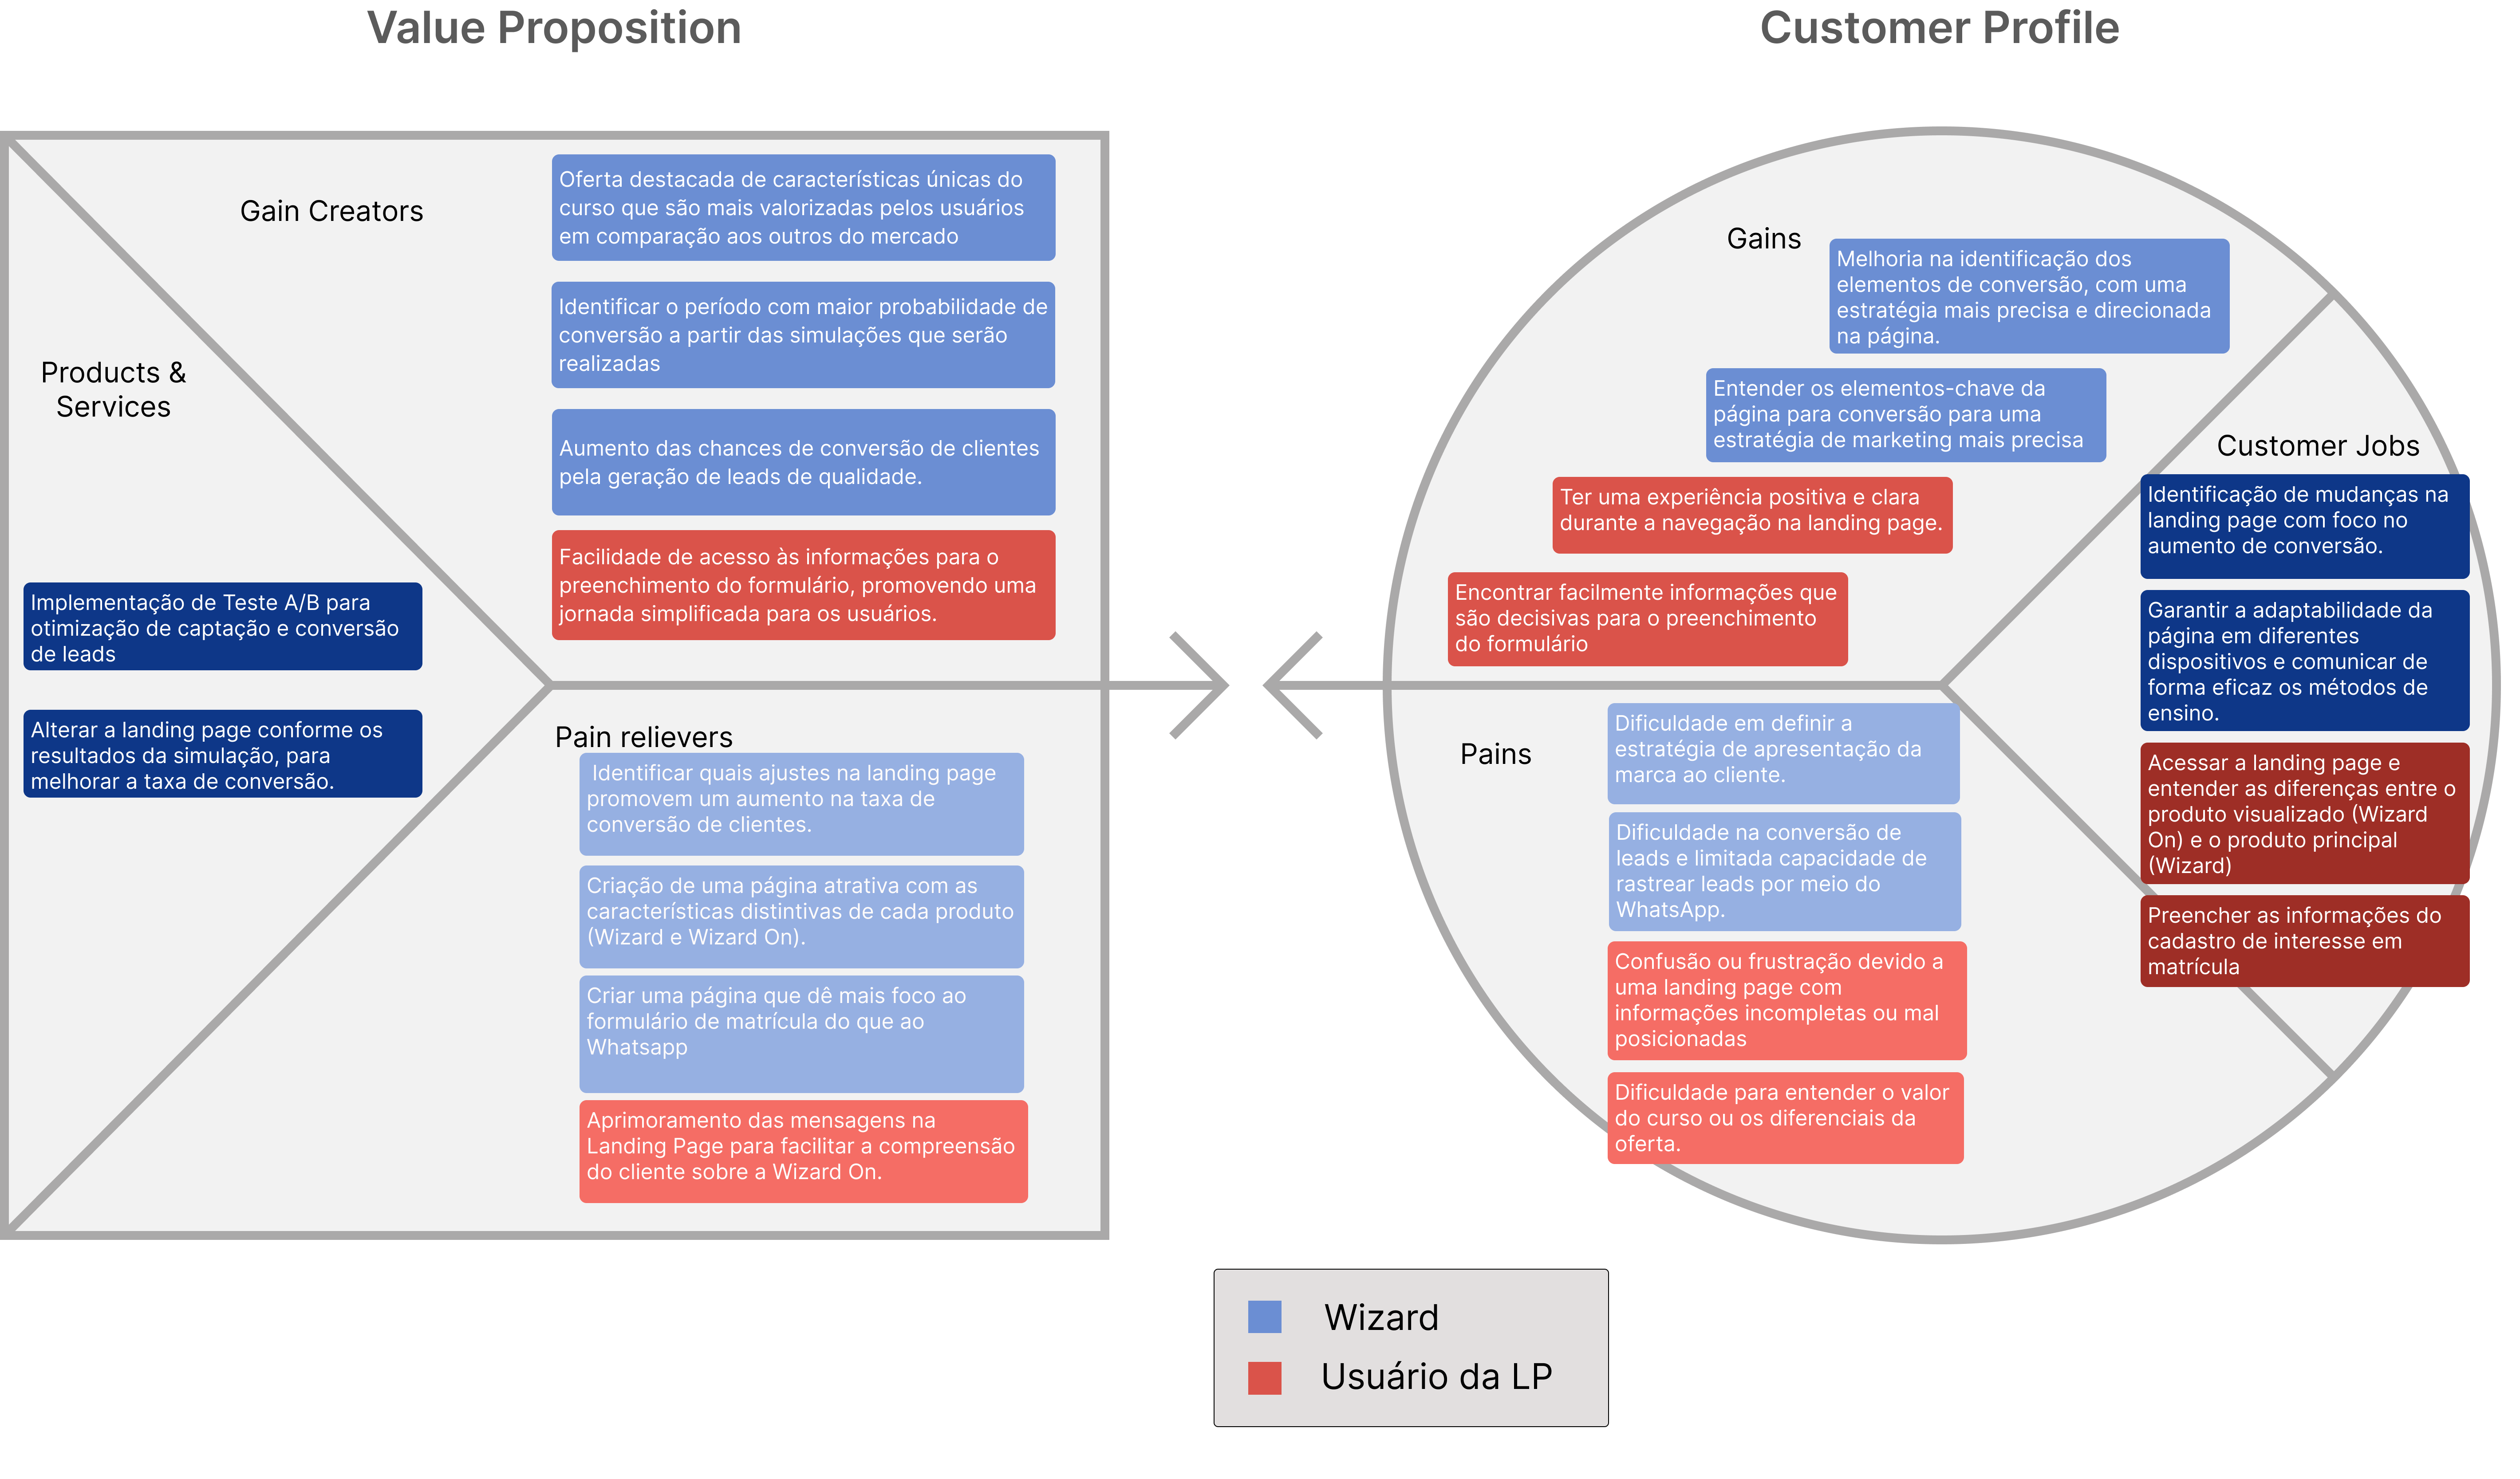 Value Proposition
Customer Profile
Gain Creators
Oferta destacada de características únicas do
curso que são mais valorizadas pelos usuários
em comparação aos outros do mercado
Identificar o período com maior probabilidade de
conversão a partir das simulações que serão
realizadas
Aumento das chances de conversão de clientes
pela geração de leads de qualidade.
Facilidade de acesso às informações para o
preenchimento do formulário, promovendo uma
jornada simplificada para os usuários.
Products &
Services
Implementação de Teste A/B para
otimização de captação e conversão
de leads
Alterar a landing page conforme os
resultados da simulação, para
melhorar a taxa de conversão.
Pain relievers
Identificar quais ajustes na landing page
promovem um aumento na taxa de
conversão de clientes.
Criação de uma página atrativa com as
características distintivas de cada produto
(Wizard e Wizard On).
Criar uma página que dê mais foco ao
formulário de matrícula do que ao
Whatsapp
Aprimoramento das mensagens na
Landing Page para facilitar a compreensão
do cliente sobre a Wizard On.
Gains
Melhoria na identificação dos
elementos de conversão, com uma
estratégia mais precisa e direcionada
na página.
Entender os elementos-chave da
página para conversão para uma
estratégia de marketing mais precisa
Ter uma experiência positiva e clara
durante a navegação na landing page.
Encontrar facilmente informações que
são decisivas para o preenchimento
do formulário
Customer Jobs
Identificação de mudanças na
landing page com foco no
aumento de conversão.
Garantir a adaptabilidade da
página em diferentes
dispositivos e comunicar de
forma eficaz os métodos de
ensino.
Acessar a landing page e
entender as diferenças entre o
produto visualizado (Wizard
On) e o produto principal
(Wizard)
Preencher as informações do
cadastro de interesse em
matrícula
Pains
Dificuldade em definir a
estratégia de apresentação da
marca ao cliente.
Dificuldade na conversão de
leads e limitada capacidade de
rastrear leads por meio do
WhatsApp.
Confusão ou frustração devido a
uma landing page com
informações incompletas ou mal
posicionadas
Dificuldade para entender o valor
do curso ou os diferenciais da
oferta.
Wizard
Usuário da LP